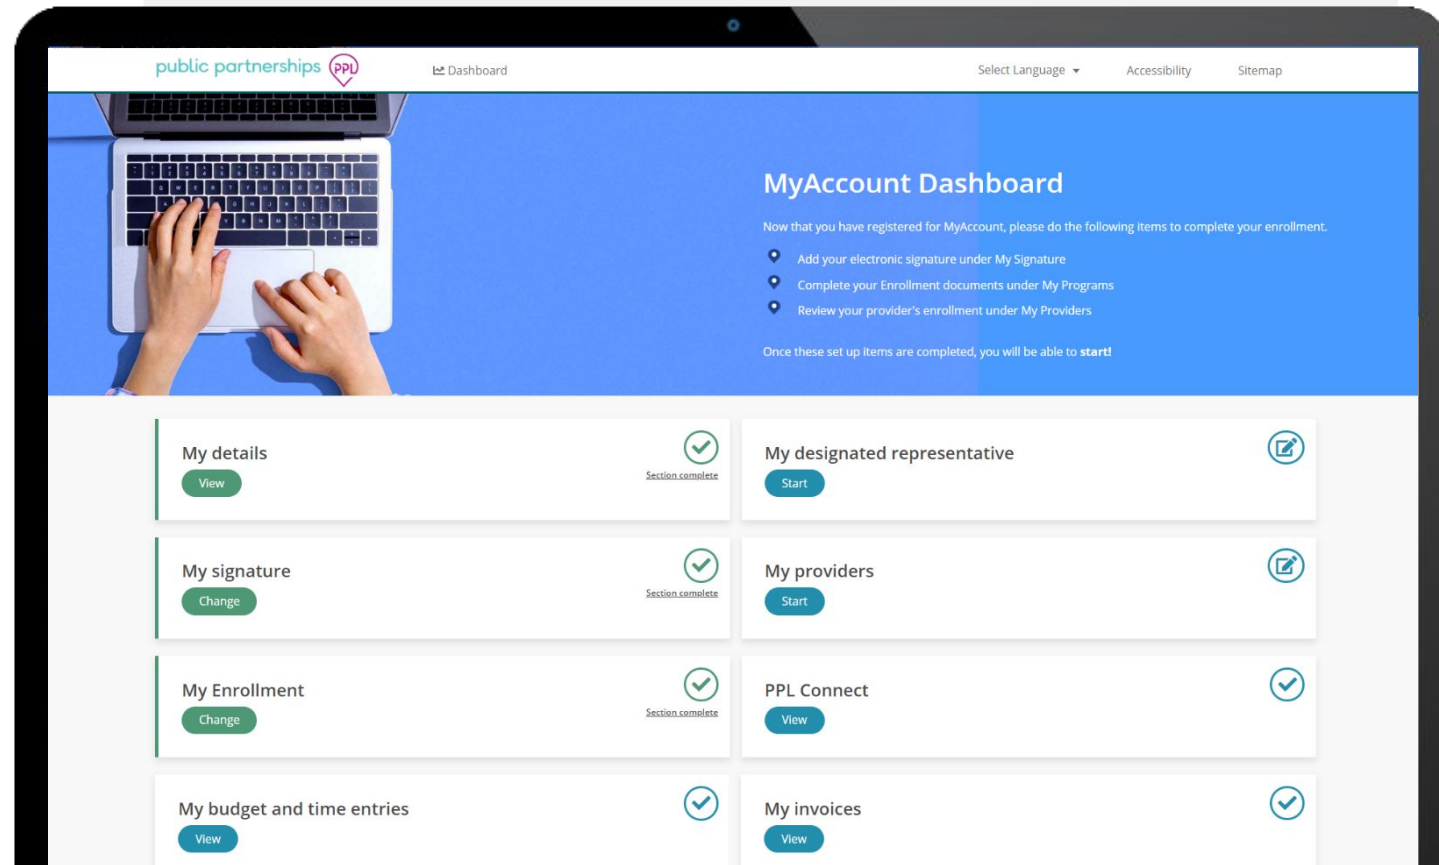 public partnerships PPL
Dashboard
Select Language
Accessibility
Sitemap
MyAccount Dashboard
Now that you have registered for MyAccount, please do the following items to complete your enrollment.
Add your electronic signature under My Signature
Complete your Enrollment documents under My Programs
Review your provider's enrollment under My Providers
Once these set up items are completed, you will be able to start!
My details
View
Section complete
My designated representative
Start
My signature
Change
Section complete
My providers
Start
My Enrollment
Change
Section complete
PPL Connect
View
My budget and time entries
View
My invoices
View